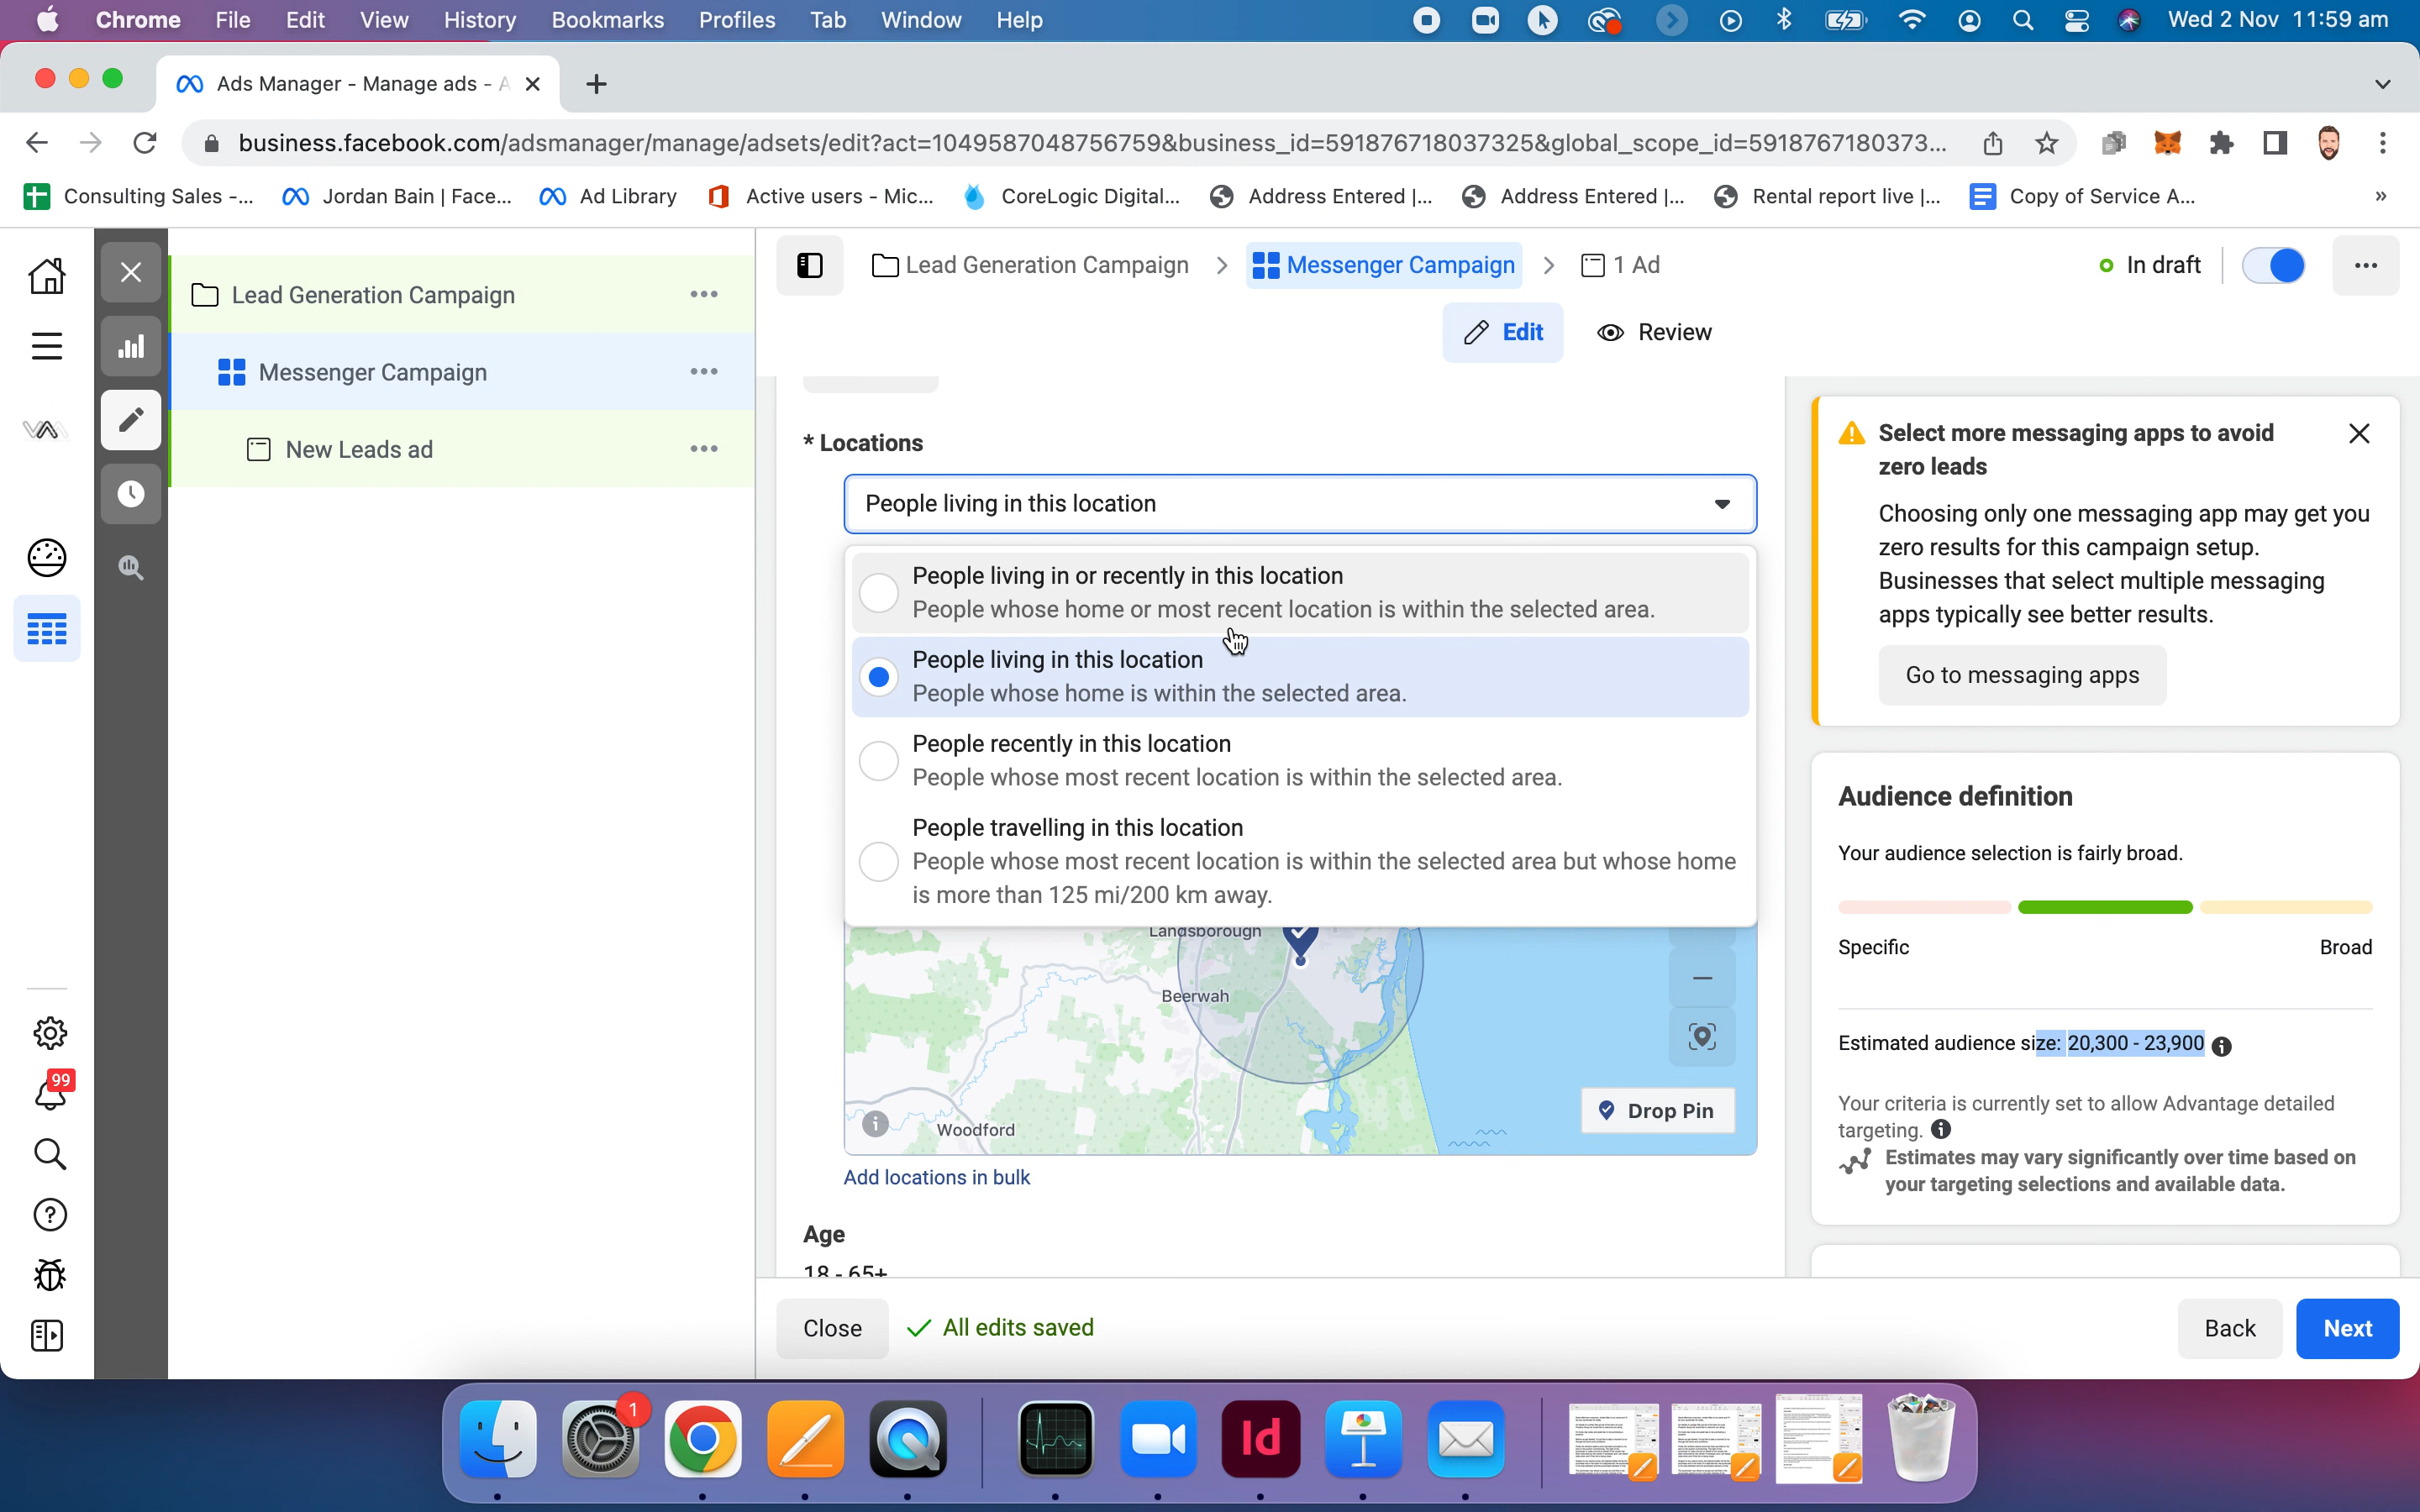 Chrome File Edit View History Bookmarks Profiles Tab Window Help Wed 2 Nov 11:59 am
Ads Manager - Manage ads - A
business.facebook.com/adsmanager/manage/adsets/edit?act=1049587048756759&business_id=591876718037325&global_scope_id=5918767180373...
Consulting Sales -... Jordan Bain | Face... Ad Library Active users - Mic... CoreLogic Digital... Address Entered |... Address Entered |... Rental report live |... Copy of Service A... »
Lead Generation Campaign
Messenger Campaign
New Leads ad
99
Lead Generation Campaign > Messenger Campaign > 1 Ad
In draft
Edit Review
* Locations
People living in this location
People living in or recently in this location
People whose home or most recent location is within the selected area.
People living in this location
People whose home is within the selected area.
People recently in this location
People whose most recent location is within the selected area.
People travelling in this location
People whose most recent location is within the selected area but whose home
is more than 125 mi/200 km away.
Landsborough
Beerwah
Woodford
Drop Pin
Add locations in bulk
Age
18 - 65+
Select more messaging apps to avoid
zero leads
Choosing only one messaging app may get you
zero results for this campaign setup.
Businesses that select multiple messaging
apps typically see better results.
Go to messaging apps
Audience definition
Your audience selection is fairly broad.
Specific Broad
Estimated audience size: 20,300 - 23,900
Your criteria is currently set to allow Advantage detailed
targeting.
Estimates may vary significantly over time based on
your targeting selections and available data.
Close All edits saved Back Next
1
Id